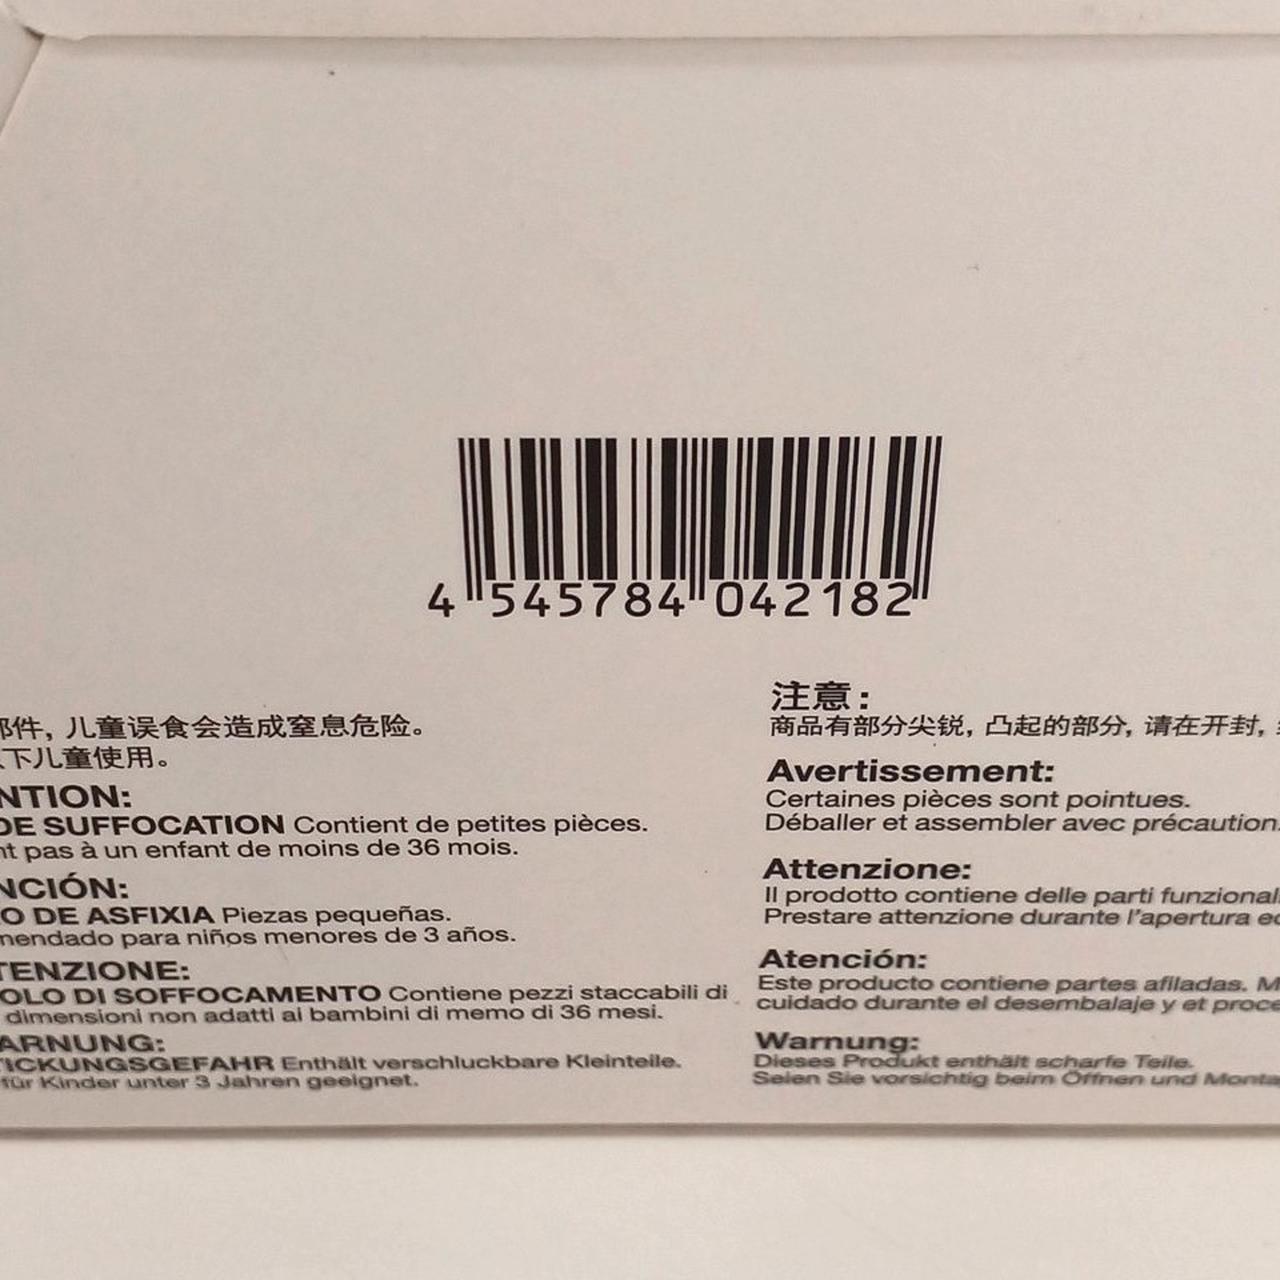 4 545784 042182
部件, 儿童误食会造成窒息危险。
以下儿童使用。
NTION:
DE SUFFOCATION Contient de petites pièces.
nt pas à un enfant de moins de 36 mois.
NCIÓN:
O DE ASFIXIA Piezas pequeñas.
mendado para niños menores de 3 años.
TENZIONE:
OLO DI SOFFOCAMENTO Contiene pezzi staccabili di
dimensioni non adatti ai bambini di memo di 36 mesi.
ARNUNG:
TICKUNGSGEFAHR Enthält verschluckbare Kleinteile.
für Kinder unter 3 Jahren geeignet.
注意:
商品有部分尖锐, 凸起的部分, 请在开封,
Avertissement:
Certaines pièces sont pointues.
Déballer et assembler avec précaution.
Attenzione:
Il prodotto contiene delle parti funzionali
Prestare attenzione durante l'apertura ed
Atención:
Este producto contiene partes afiladas. M
cuidado durante el desembalaje y et proce
Warnung:
Dieses Produkt enthält scharfe Teile.
Seien Sie vorsichtig beim Öffnen und Monta